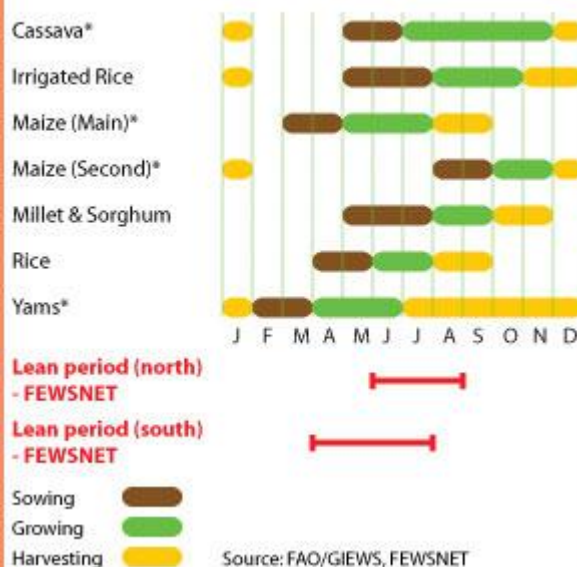 Cassava*
Irrigated Rice
Maize (Main)*
Maize (Second)*
Millet & Sorghum
Rice
Yams*
J F M A M J J A S O N D
Lean period (north)
- FEWSNET
Lean period (south)
- FEWSNET
Sowing
Growing
Harvesting
Source: FAO/GIEWS, FEWSNET